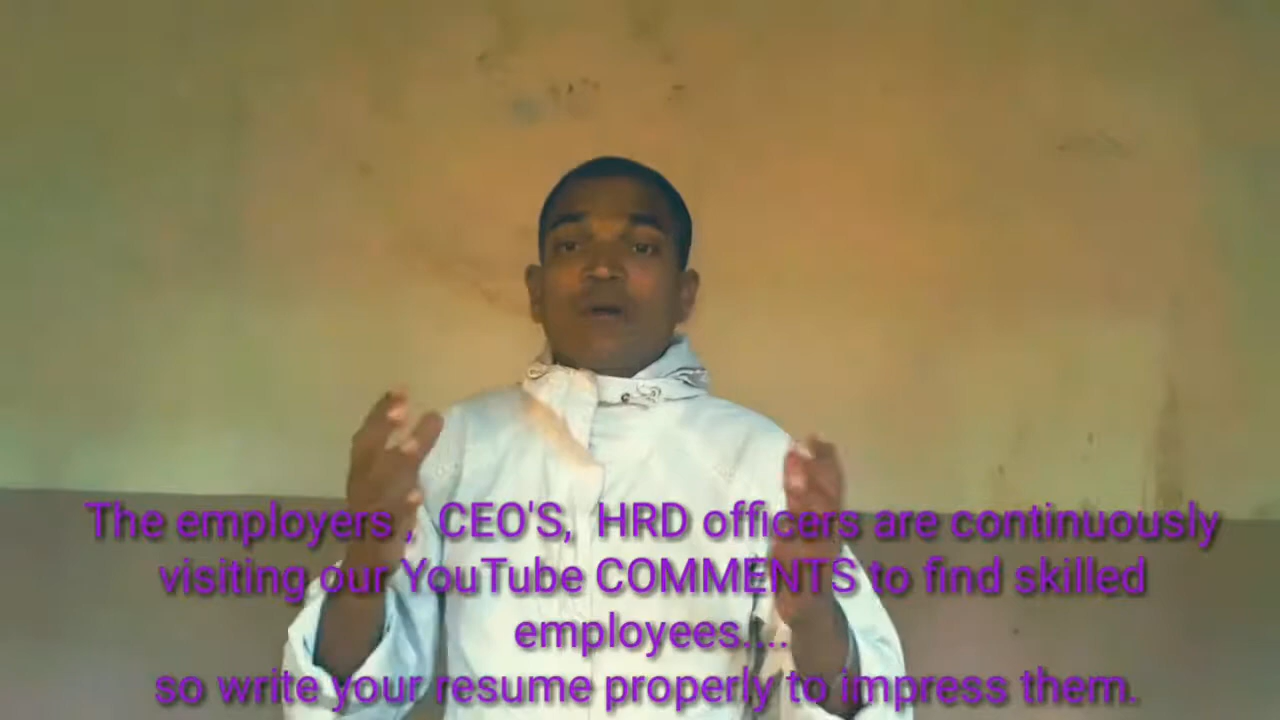 The employers , CEO'S, HRD officers are continuously
visiting our YouTube COMMENTS to find skilled
employees....
so write your resume properly to impress them.